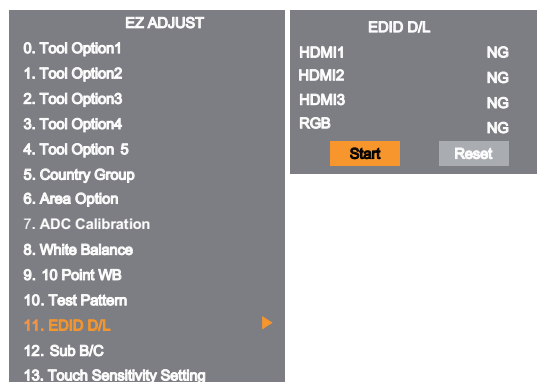 EZ ADJUST
0. Tool Option1
1. Tool Option2
2. Tool Option3
3. Tool Option4
4. Tool Option 5
5. Country Group
6. Area Option
7. ADC Calibration
8. White Balance
9. 10 Point WB
10. Test Pattern
11. EDID D/L
12. Sub B/C
13. Touch Sensitivity Setting
EDID D/L
HDMI1 NG
HDMI2 NG
HDMI3 NG
RGB NG
Start Reset